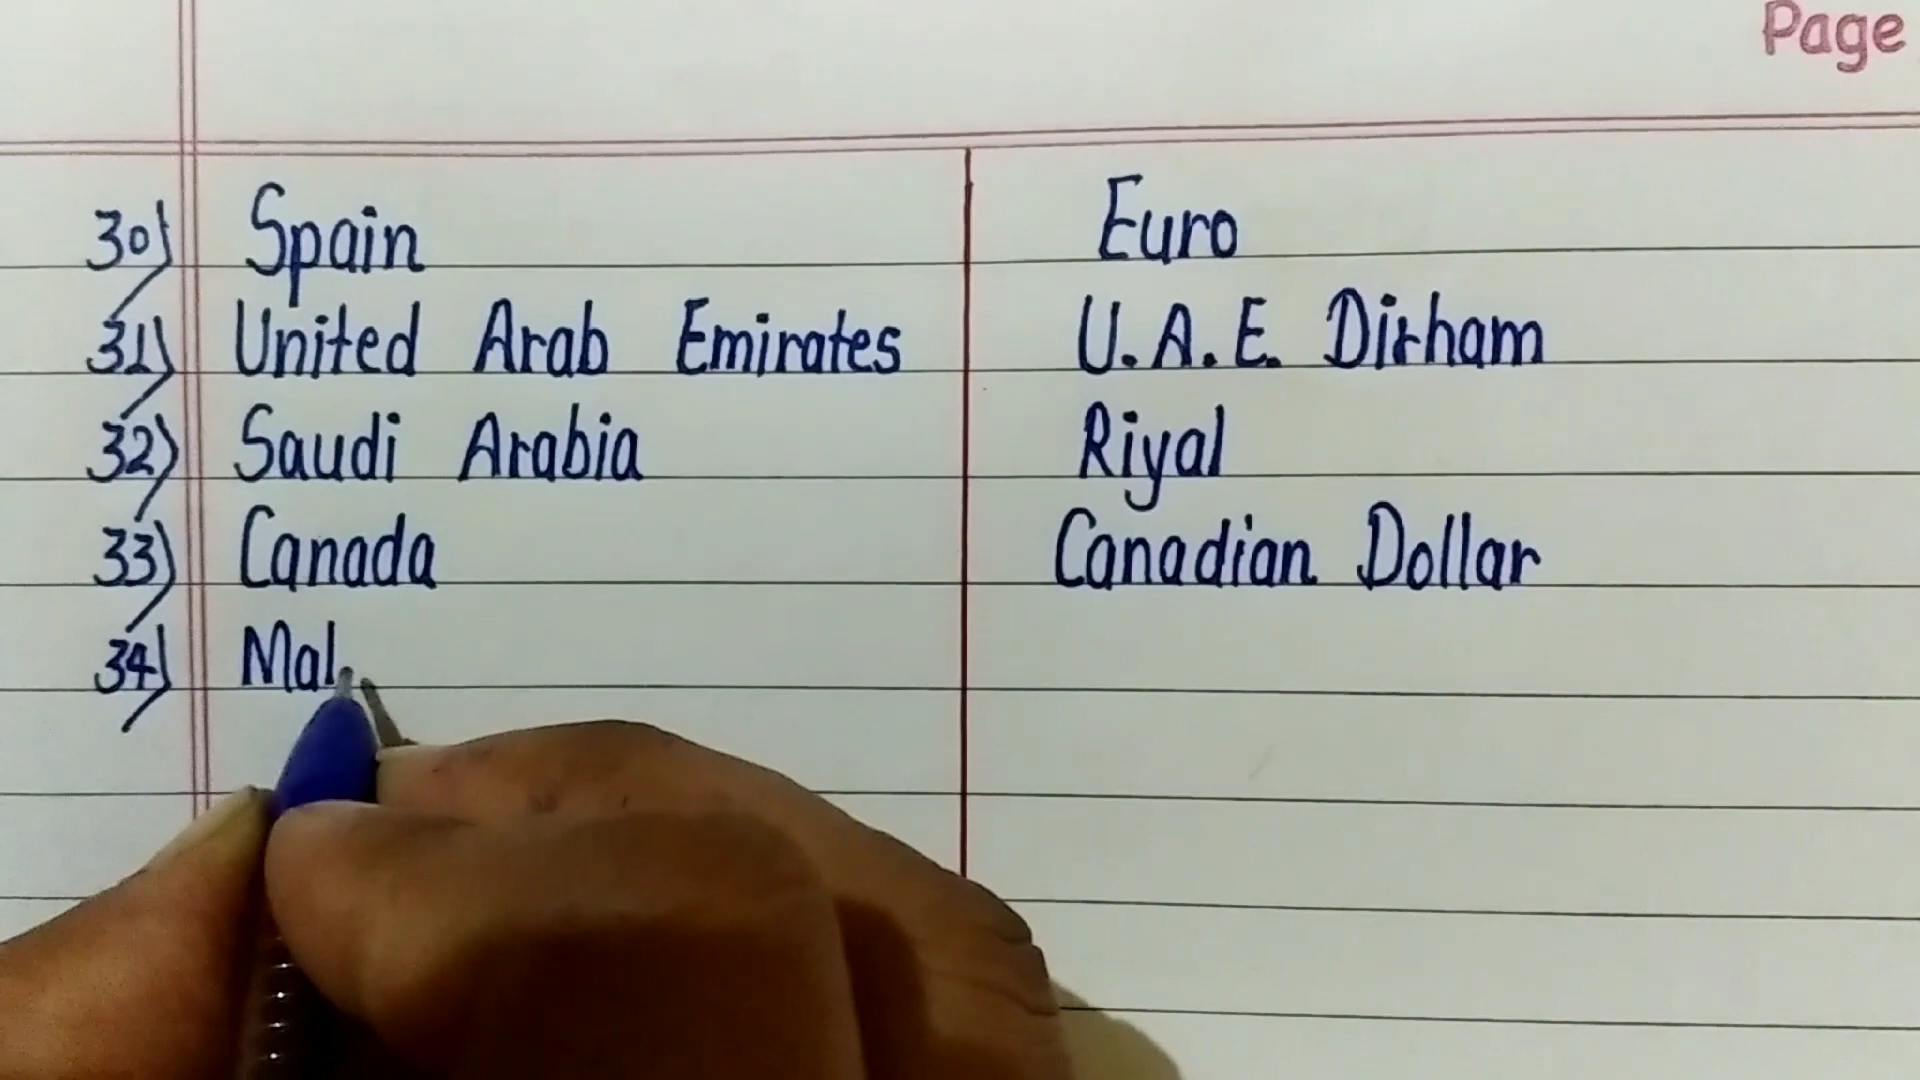 Page
30) Spain Euro
31) United Arab Emirates U.A.E. Dirham
32) Saudi Arabia Riyal
33) Canada Canadian Dollar
34) Mal